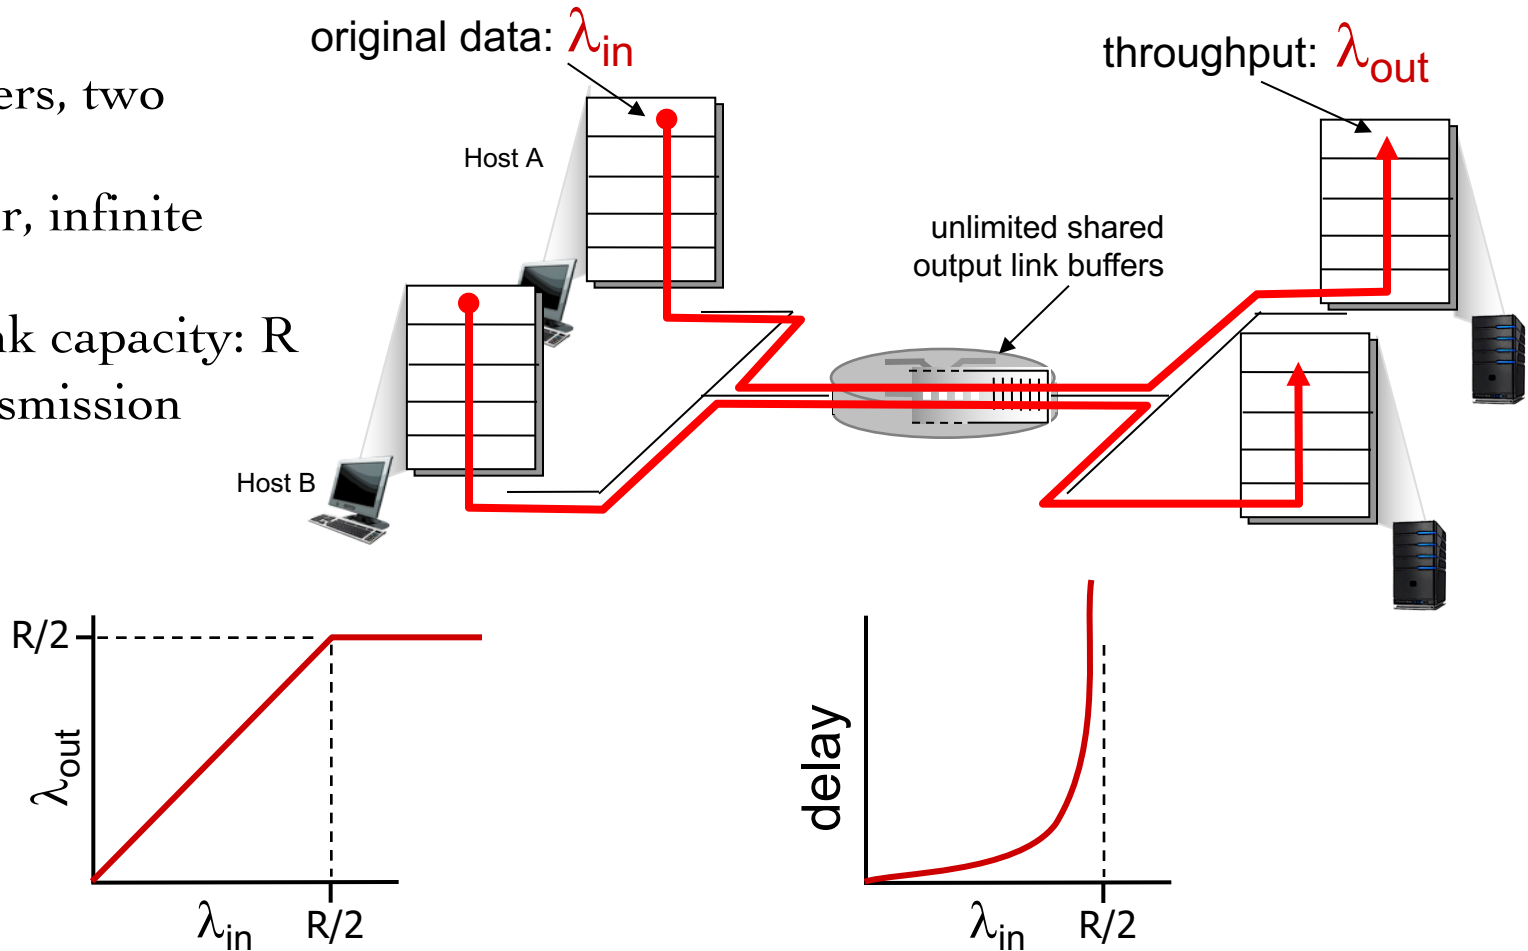 original data: λin
throughput: λout
ers, two
r, infinite
nk capacity: R
smission
Host A
unlimited shared
output link buffers
Host B
R/2
λout
λin R/2
delay
λin R/2